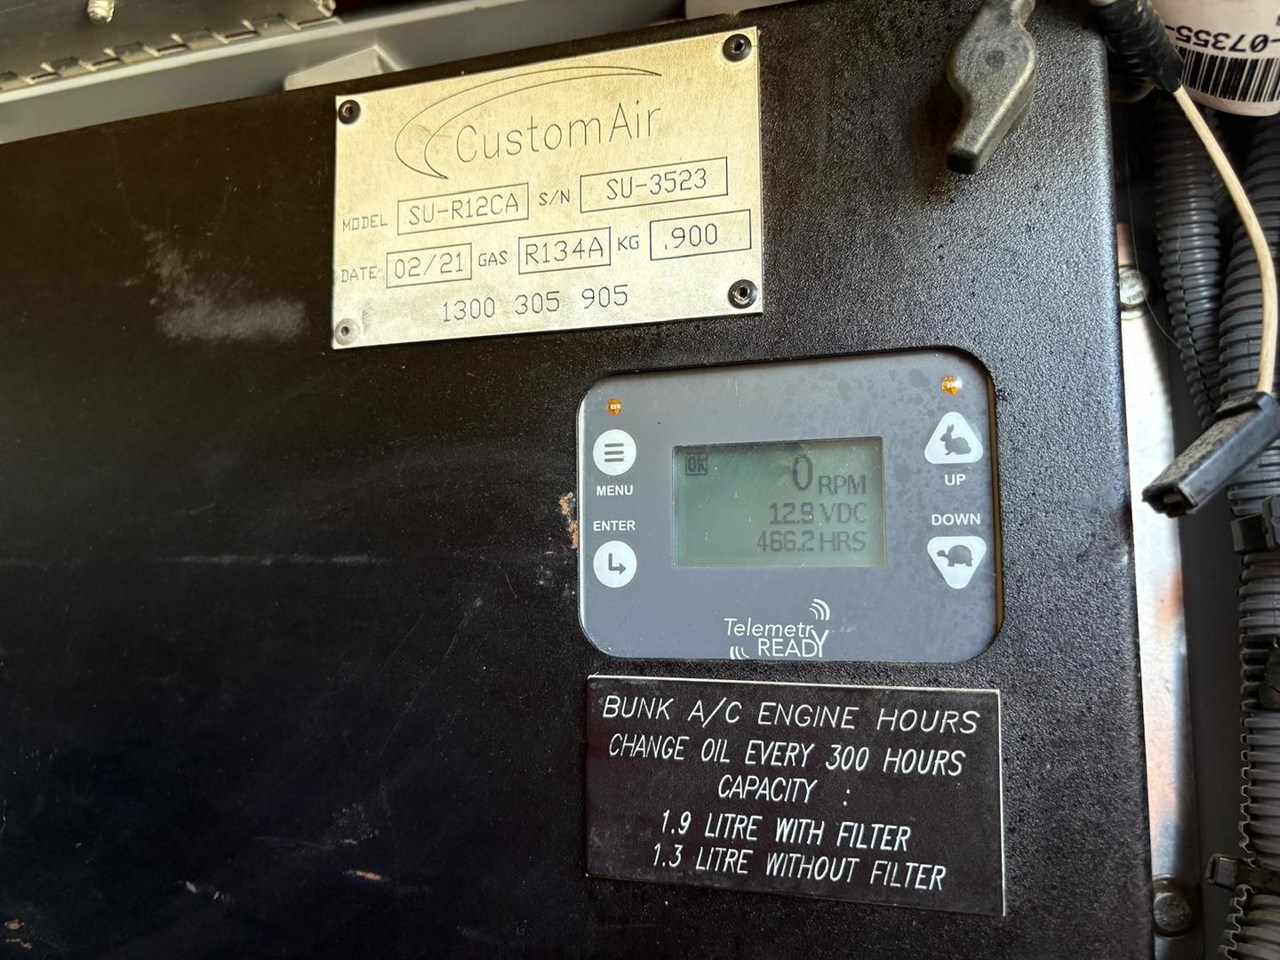 CustomAir
MODEL SU-R12CA S/N SU-3523
DATE 02/21 GAS R134A KG .900
1300 305 905
MENU
ENTER
OK
0 RPM
12.9 VDC
466.2 HRS
UP
DOWN
TelemetrY
READY
BUNK A/C ENGINE HOURS
CHANGE OIL EVERY 300 HOURS
CAPACITY :
1.9 LITRE WITH FILTER
1.3 LITRE WITHOUT FILTER